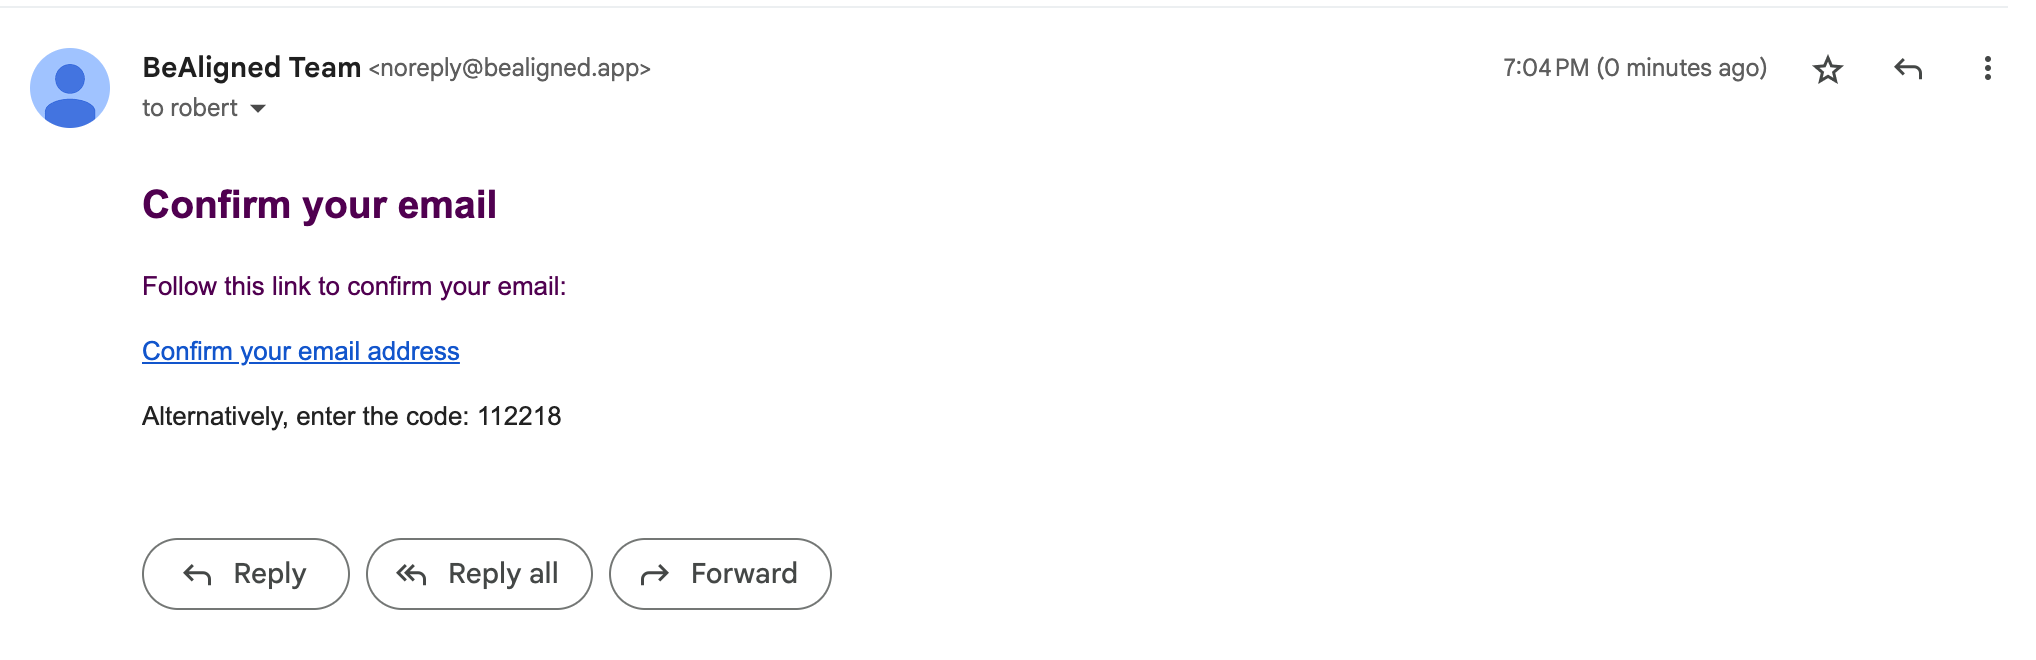 BeAligned Team <noreply@bealigned.app>
7:04 PM (0 minutes ago)
to robert
Confirm your email
Follow this link to confirm your email:
Confirm your email address
Alternatively, enter the code: 112218
Reply
Reply all
Forward